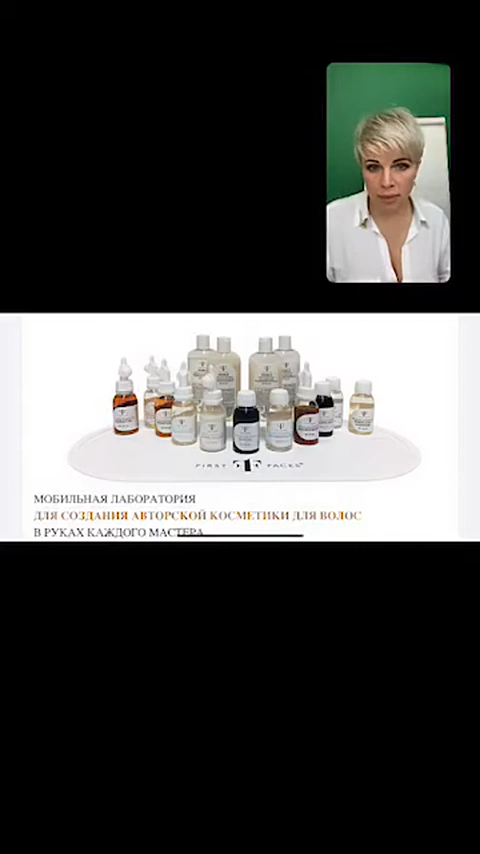 FIRST FACES
МОБИЛЬНАЯ ЛАБОРАТОРИЯ
ДЛЯ СОЗДАНИЯ АВТОРСКОЙ КОСМЕТИКИ ДЛЯ ВОЛОС
В РУКАХ КАЖДОГО МАСТЕРА